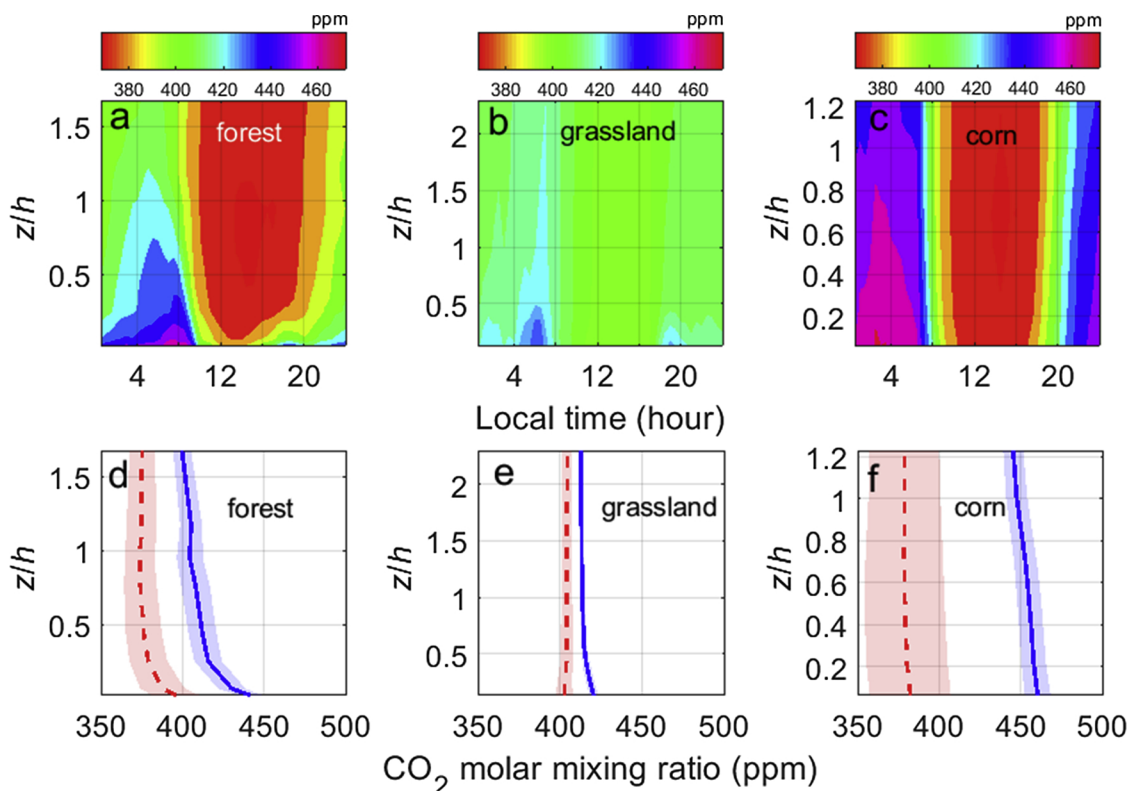 ppm ppm ppm
380 400 420 440 460 380 400 420 440 460 380 400 420 440 460
a forest b grassland c corn
z/h z/h z/h
1.5 1 0.5
2 1.5 1 0.5
1.2 1 0.8 0.6 0.4 0.2
4 12 20 4 12 20 4 12 20
Local time (hour)
d forest e grassland f corn
z/h z/h z/h
1.5 1 0.5
2 1.5 1 0.5
1.2 1 0.8 0.6 0.4 0.2
350 400 450 500 350 400 450 500 350 400 450 500
CO2 molar mixing ratio (ppm)